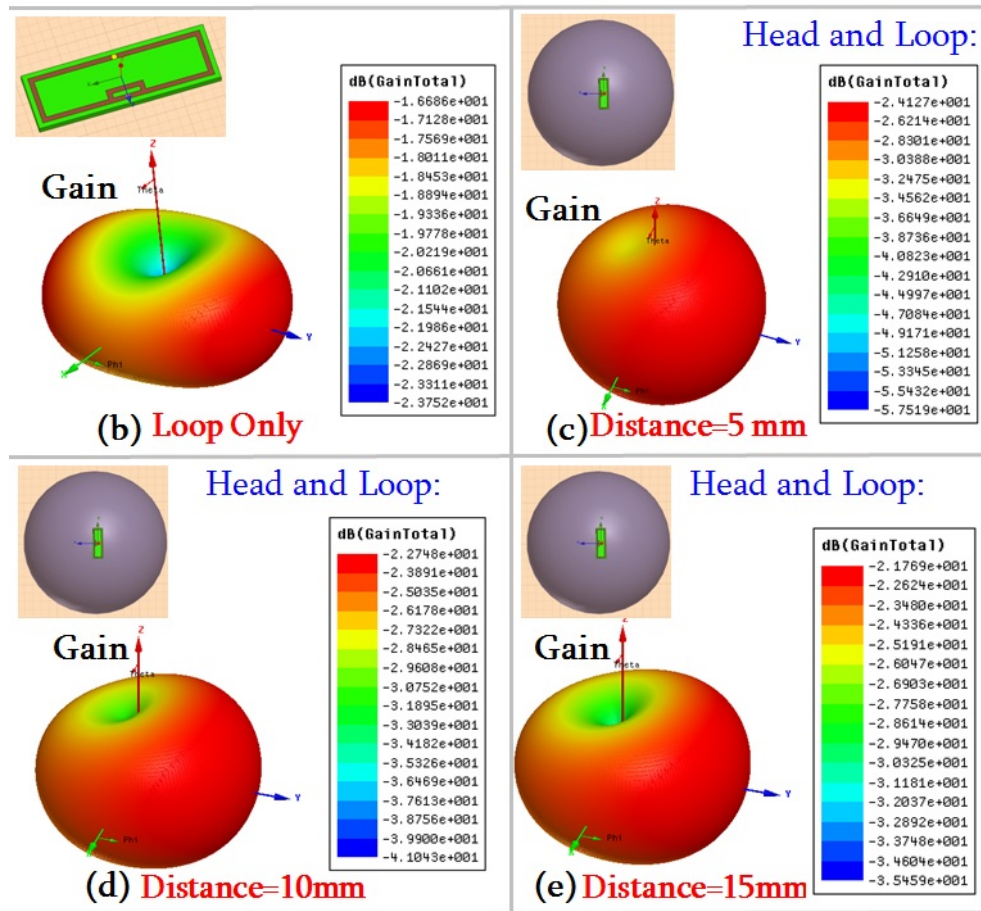 dB(GainTotal)
-1.6686e+001
-1.7128e+001
-1.7569e+001
-1.8011e+001
-1.8453e+001
-1.8894e+001
-1.9336e+001
-1.9778e+001
-2.0219e+001
-2.0661e+001
-2.1102e+001
-2.1544e+001
-2.1986e+001
-2.2427e+001
-2.2869e+001
-2.3311e+001
-2.3752e+001
Z
Gain
Theta
Y
X
Phi
(b) Loop Only
Head and Loop:
dB(GainTotal)
-2.4127e+001
-2.6214e+001
-2.8301e+001
-3.0388e+001
-3.2475e+001
-3.4562e+001
-3.6649e+001
-3.8736e+001
-4.0823e+001
-4.2910e+001
-4.4997e+001
-4.7084e+001
-4.9171e+001
-5.1258e+001
-5.3345e+001
-5.5432e+001
-5.7519e+001
Gain
Z
Theta
Y
Phi
(c) Distance=5 mm
Head and Loop:
dB(GainTotal)
-2.2748e+001
-2.3891e+001
-2.5035e+001
-2.6178e+001
-2.7322e+001
-2.8465e+001
-2.9608e+001
-3.0752e+001
-3.1895e+001
-3.3039e+001
-3.4182e+001
-3.5326e+001
-3.6469e+001
-3.7613e+001
-3.8756e+001
-3.9900e+001
-4.1043e+001
Z
Gain
Theta
Y
Phi
(d) Distance=10mm
Head and Loop:
dB(GainTotal)
-2.1769e+001
-2.2624e+001
-2.3480e+001
-2.4336e+001
-2.5191e+001
-2.6047e+001
-2.6903e+001
-2.7758e+001
-2.8614e+001
-2.9470e+001
-3.0325e+001
-3.1181e+001
-3.2037e+001
-3.2892e+001
-3.3748e+001
-3.4604e+001
-3.5459e+001
Z
Gain
Theta
Y
Phi
(e) Distance=15mm